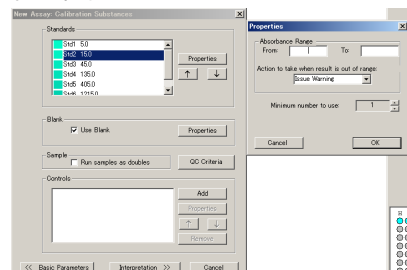 New Assay: Calibration Substances
Standards
Std1 5.0
Std2 15.0
Std3 45.0
Std4 135.0
Std5 405.0
Std6 1215.0
Properties
Blank
Use Blank
Properties
Sample
Run samples as doubles
QC Criteria
Controls
Add
Properties
Remove
<< Basic Parameters
Interpretation >>
Cancel
Properties
Absorbance Range
From:
To:
Action to take when result is out of range:
Issue Warning
Minimum number to use:
1
Cancel
OK